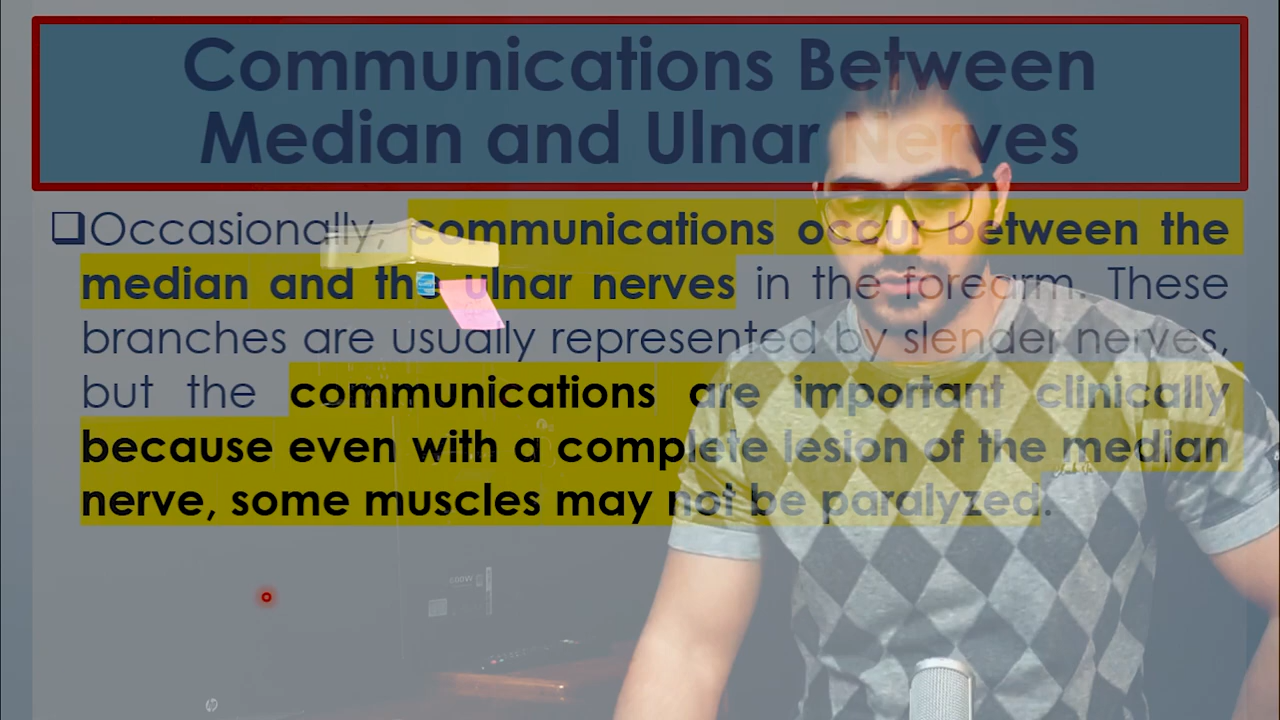 Communications Between
Median and Ulnar Nerves
❑Occasionally, communications occur between the
median and the ulnar nerves in the forearm. These
branches are usually represented by slender nerves,
but the communications are important clinically
because even with a complete lesion of the median
nerve, some muscles may not be paralyzed.
hp